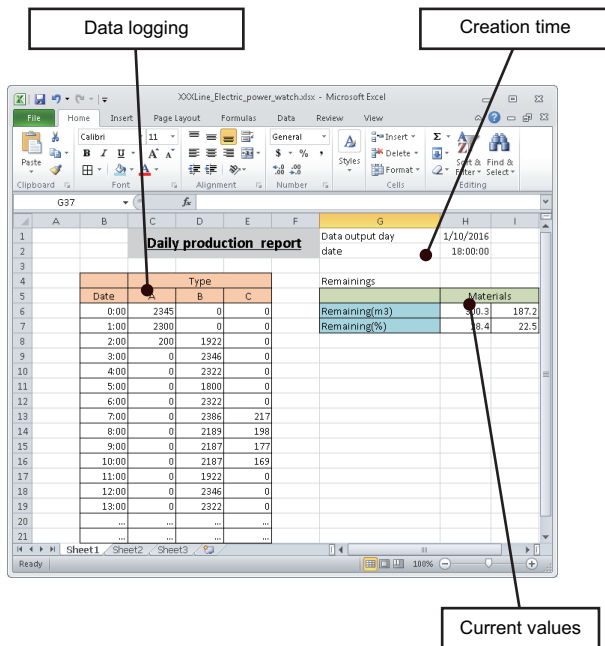 Data logging
Creation time
XXXLine_Electric_power_watch.xlsx - Microsoft Excel
File Home Insert Page Layout Formulas Data Review View
Calibri 11 General Insert Σ
Paste B I U $ % , Styles Delete Sort & Find &
Format Filter Select
Clipboard Font Alignment Number Cells Editing
G37 fx
A B C D E F G H I
1 Daily production report Data output day 1/10/2016
2 date 18:00:00
3
4 Type Remainings
5 Date A B C Materials
6 0:00 2345 0 0 Remaining(m3) 300.3 187.2
7 1:00 2300 0 0 Remaining(%) 28.4 22.5
8 2:00 200 1922 0
9 3:00 0 2346 0
10 4:00 0 2322 0
11 5:00 0 1800 0
12 6:00 0 2322 0
13 7:00 0 2386 217
14 8:00 0 2189 198
15 9:00 0 2187 177
16 10:00 0 2187 169
17 11:00 0 1922 0
18 12:00 0 2346 0
19 13:00 0 2322 0
20 ... ... ... ...
21 ... ... ... ...
Sheet1 Sheet2 Sheet3
Ready 100%
Current values